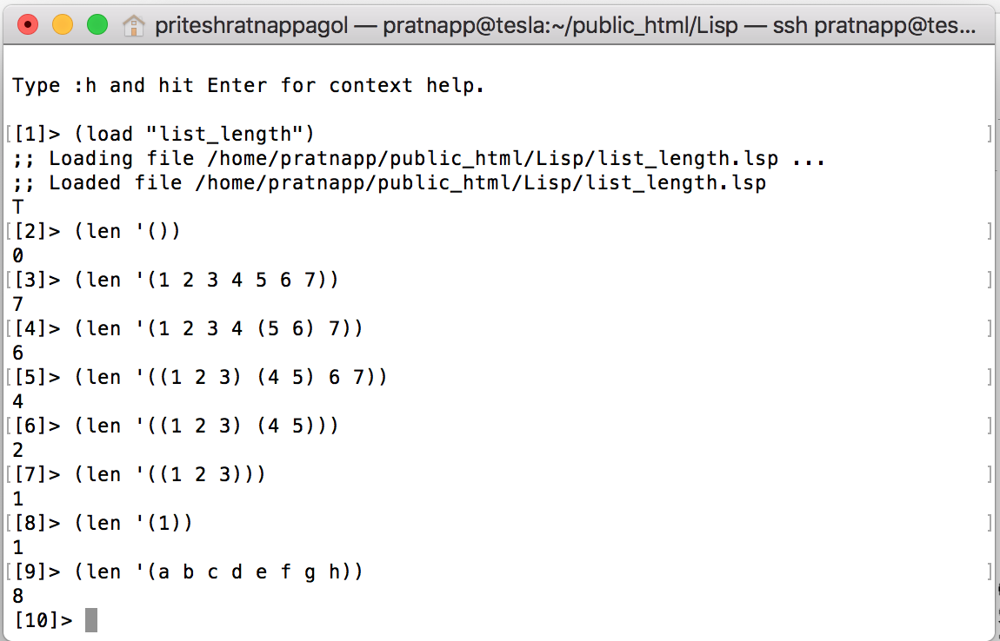 priteshratnappagol — pratnapp@tesla:~/public_html/Lisp — ssh pratnapp@tes...
Type :h and hit Enter for context help.
[[1]> (load "list_length") ]
;; Loading file /home/pratnapp/public_html/Lisp/list_length.lsp ...
;; Loaded file /home/pratnapp/public_html/Lisp/list_length.lsp
T
[[2]> (len '()) ]
0
[[3]> (len '(1 2 3 4 5 6 7)) ]
7
[[4]> (len '(1 2 3 4 (5 6) 7)) ]
6
[[5]> (len '((1 2 3) (4 5) 6 7)) ]
4
[[6]> (len '((1 2 3) (4 5))) ]
2
[[7]> (len '((1 2 3))) ]
1
[[8]> (len '(1)) ]
1
[[9]> (len '(a b c d e f g h)) ]
8
[10]>